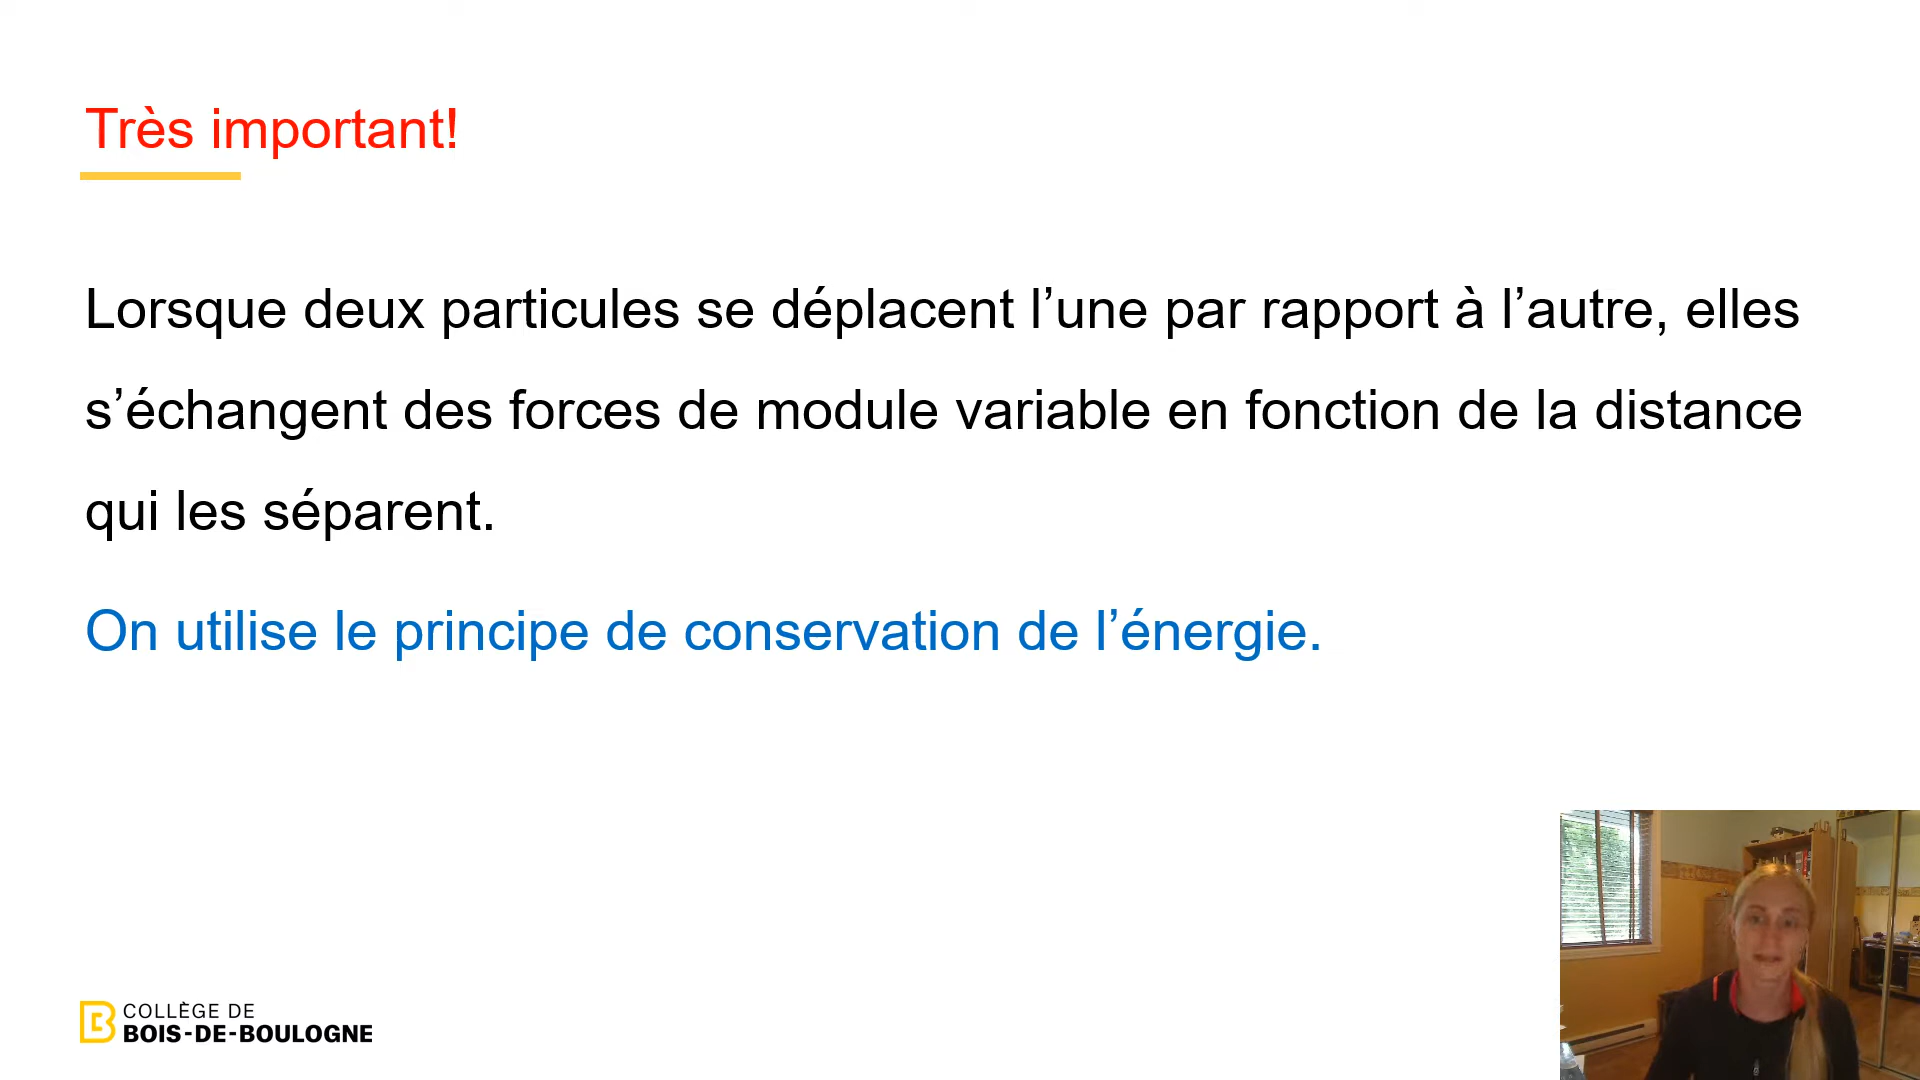 Très important!
Lorsque deux particules se déplacent l’une par rapport à l’autre, elles
s’échangent des forces de module variable en fonction de la distance
qui les séparent.
On utilise le principe de conservation de l’énergie.
COLLÈGE DE
BOIS-DE-BOULOGNE